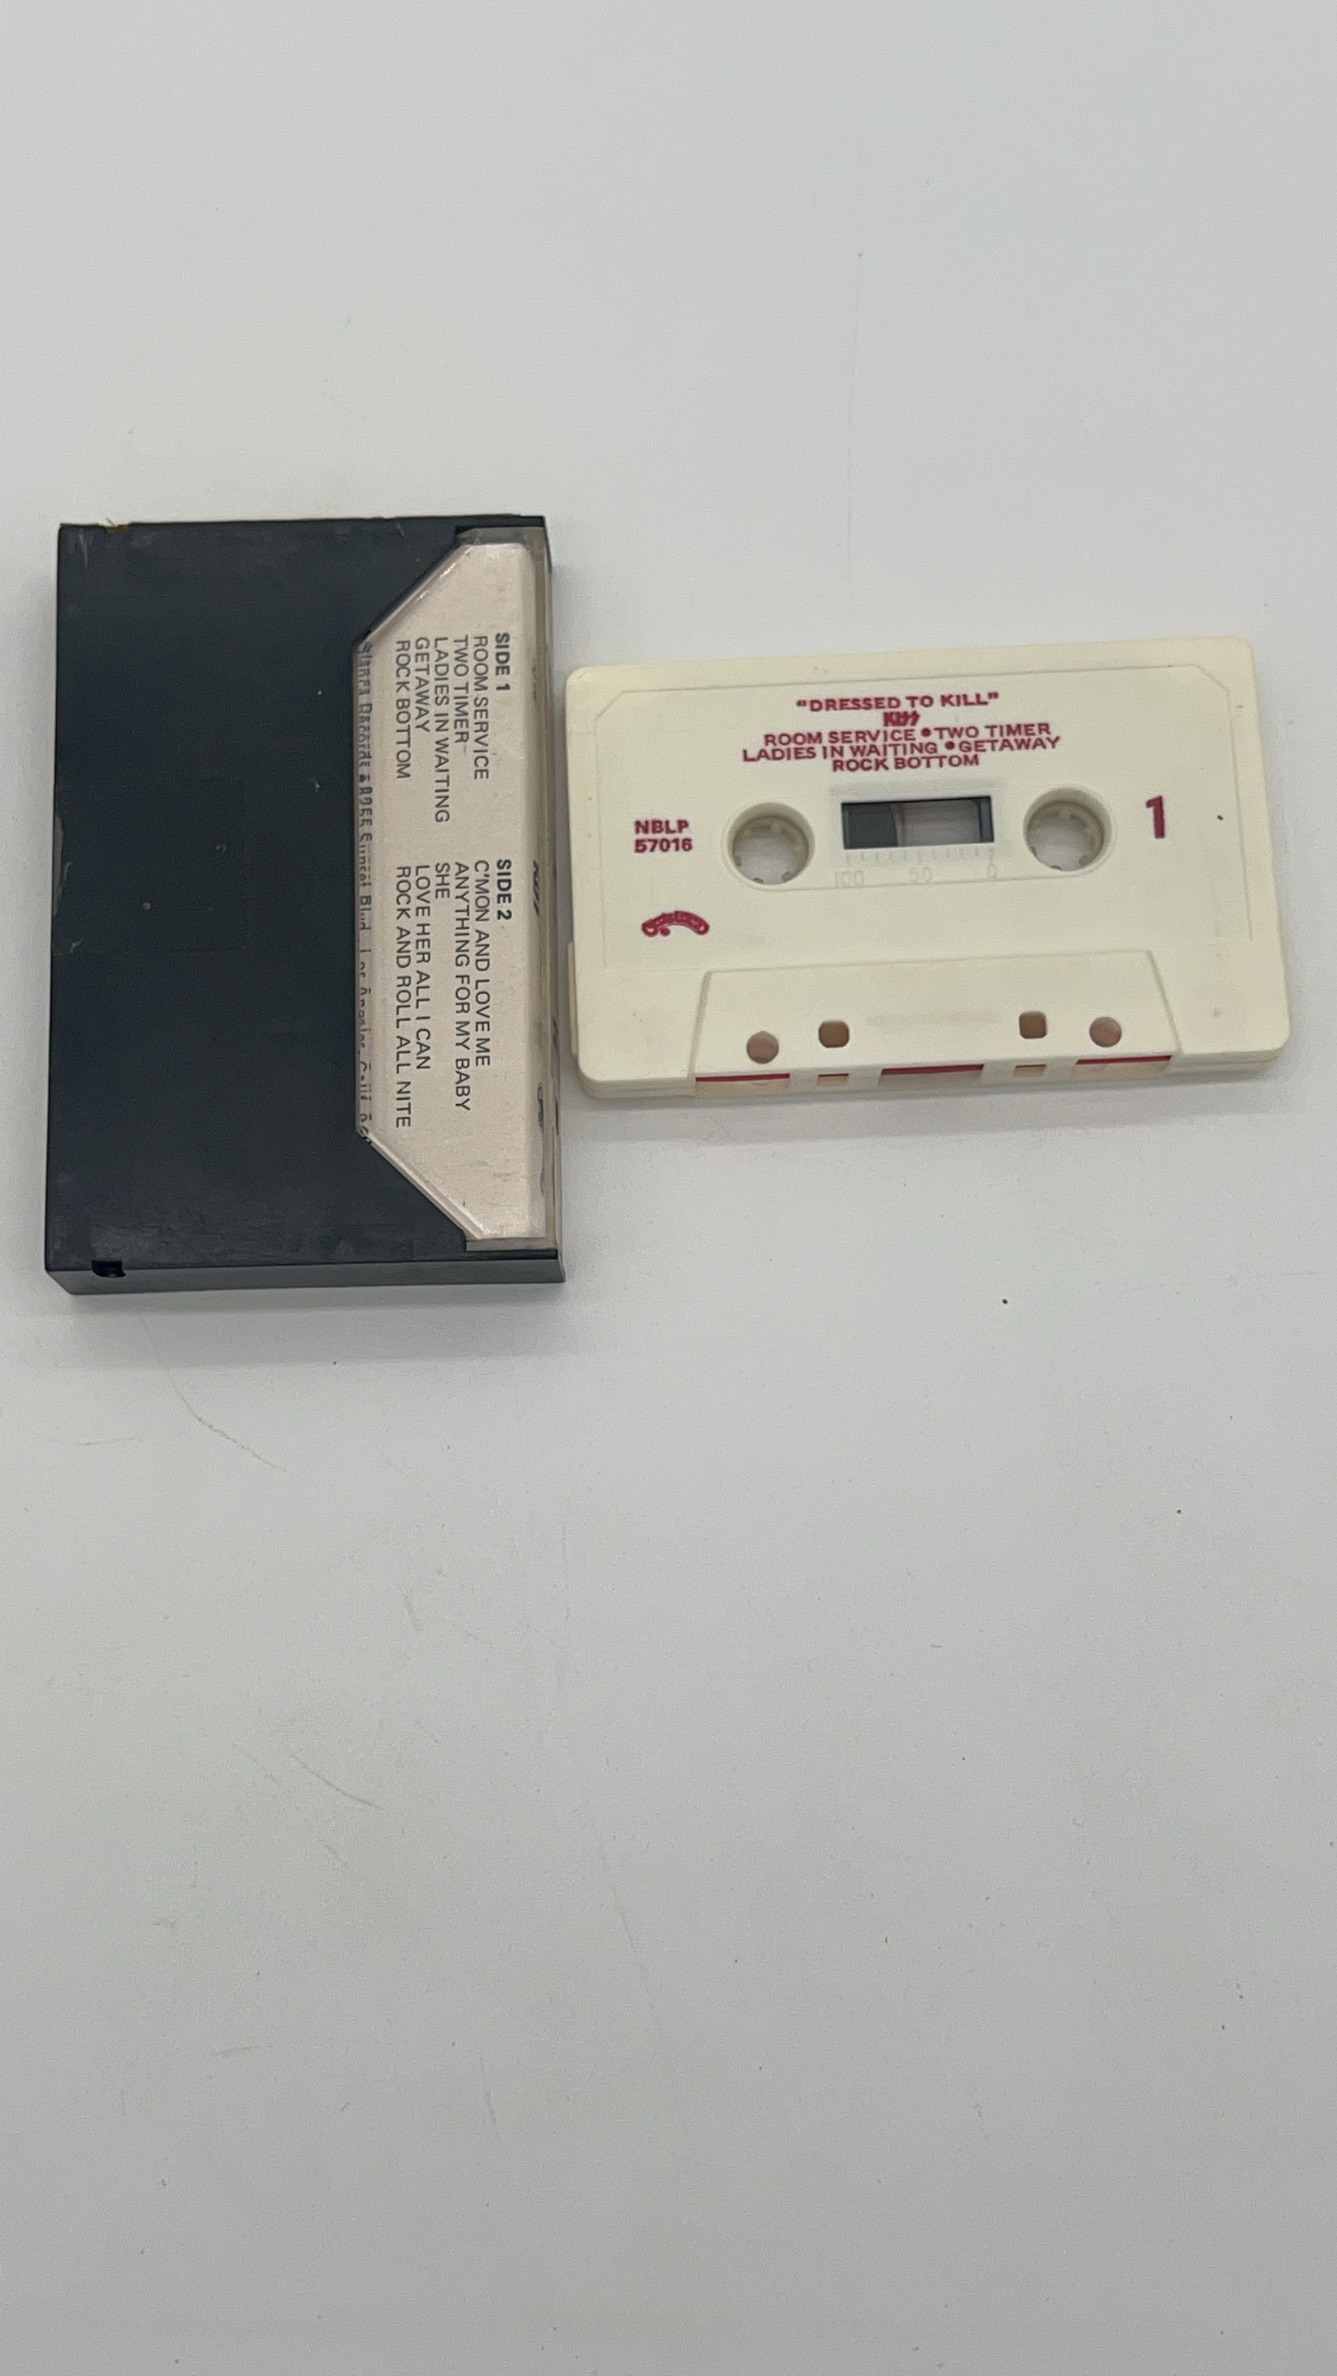 SIDE 1
ROOM SERVICE
TWO TIMER
LADIES IN WAITING
GETAWAY
ROCK BOTTOM
SIDE 2
C'MON AND LOVE ME
ANYTHING FOR MY BABY
SHE
LOVE HER ALL I CAN
ROCK AND ROLL ALL NITE
"DRESSED TO KILL"
KISS
ROOM SERVICE • TWO TIMER
LADIES IN WAITING • GETAWAY
ROCK BOTTOM
NBLP
57016
1
100 50 0